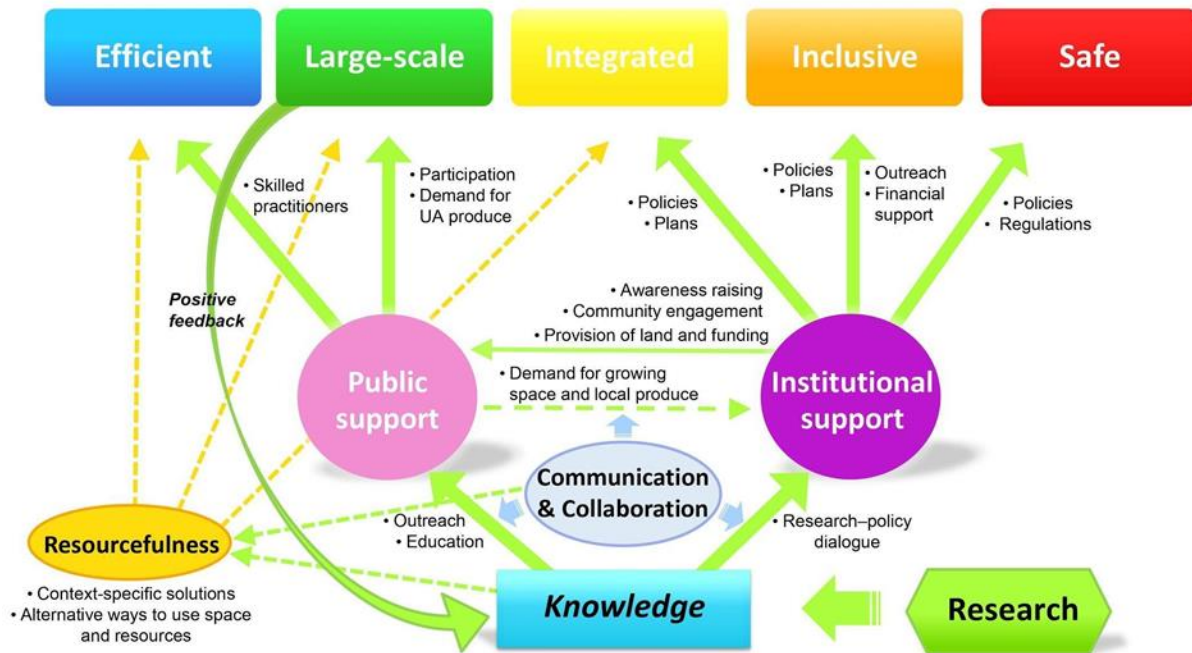 Efficient
Large-scale
Integrated
Inclusive
Safe
• Skilled
practitioners
• Participation
• Demand for
UA produce
• Policies
• Plans
• Policies
• Plans
• Outreach
• Financial
support
• Policies
• Regulations
Positive
feedback
• Awareness raising
• Community engagement
• Provision of land and funding
Public
support
• Demand for growing
space and local produce
Institutional
support
Communication
& Collaboration
Resourcefulness
• Context-specific solutions
• Alternative ways to use space
and resources
• Outreach
• Education
• Research–policy
dialogue
Knowledge
Research